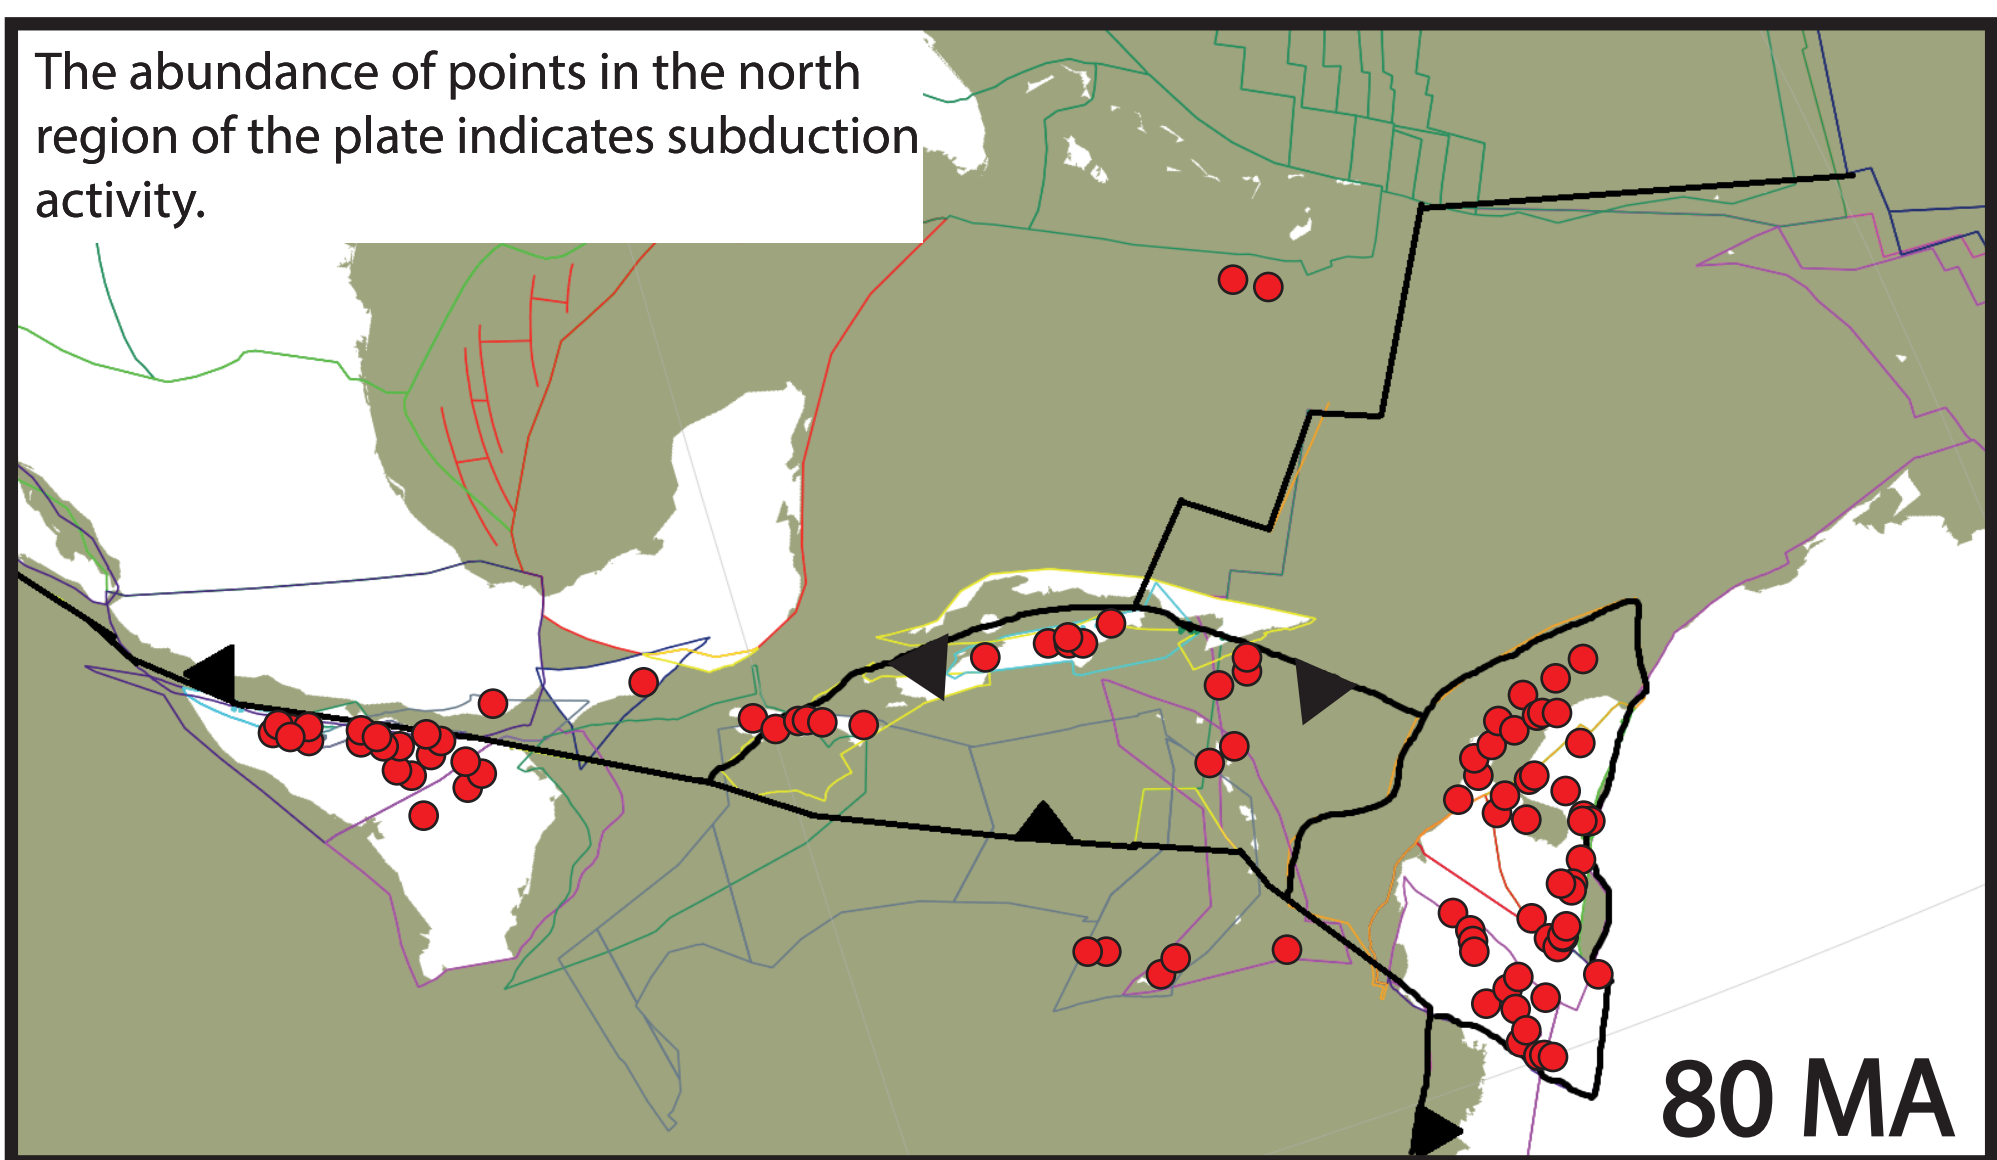 The abundance of points in the north
region of the plate indicates subduction
activity.
80 MA